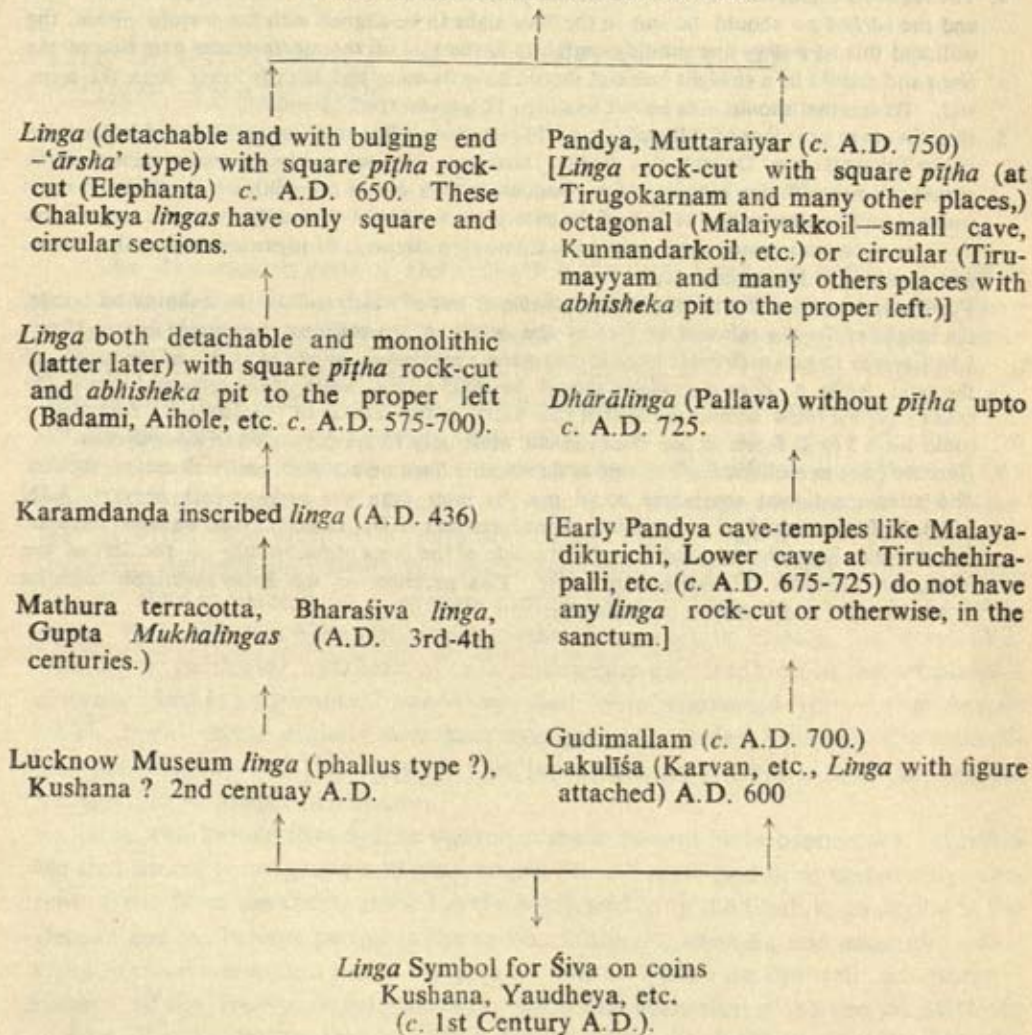 Linga (detachable and with bulging end
–‘ārsha’ type) with square pīṭha rock-
cut (Elephanta) c. A.D. 650. These
Chalukya lingas have only square and
circular sections.
Pandya, Muttaraiyar (c. A.D. 750)
[Linga rock-cut with square pīṭha (at
Tirugokarnam and many other places,)
octagonal (Malaiyakkoil—small cave,
Kunnandarkoil, etc.) or circular (Tiru-
mayyam and many others places with
abhisheka pit to the proper left.)]
Linga both detachable and monolithic
(latter later) with square pīṭha rock-cut
and abhisheka pit to the proper left
(Badami, Aihole, etc. c. A.D. 575-700).
Dhārālinga (Pallava) without pīṭha upto
c. A.D. 725.
Karamdanḍa inscribed linga (A.D. 436)
[Early Pandya cave-temples like Malaya-
dikurichi, Lower cave at Tiruchehira-
palli, etc. (c. A.D. 675-725) do not have
any linga rock-cut or otherwise, in the
sanctum.]
Mathura terracotta, Bharaśiva linga,
Gupta Mukhalingas (A.D. 3rd-4th
centuries.)
Lucknow Museum linga (phallus type ?),
Kushana ? 2nd centuay A.D.
Gudimallam (c. A.D. 700.)
Lakulīśa (Karvan, etc., Linga with figure
attached) A.D. 600
Linga Symbol for Śiva on coins
Kushana, Yaudheya, etc.
(c. 1st Century A.D.).